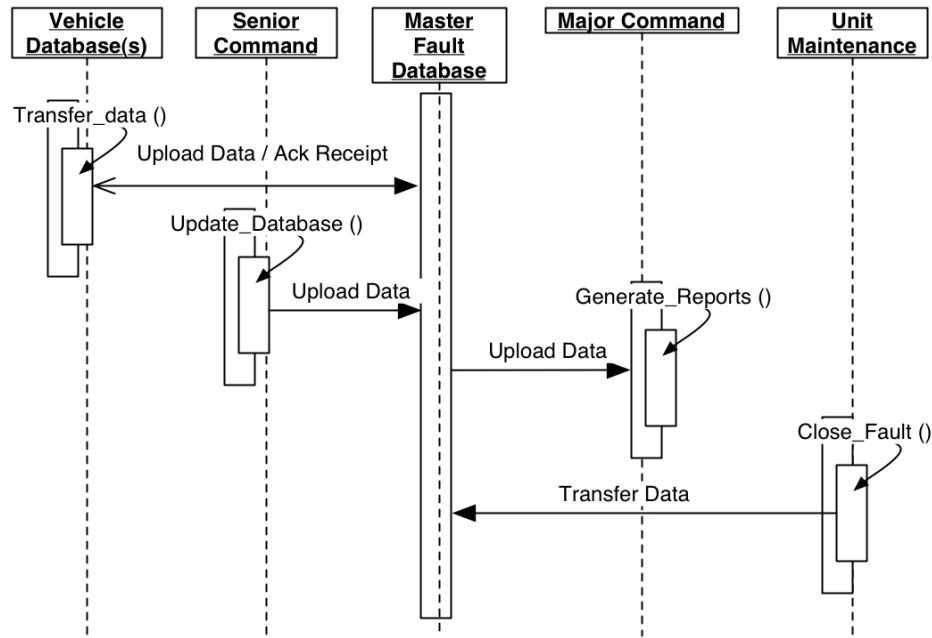 Vehicle
Database(s)
Senior
Command
Master
Fault
Database
Major Command
Unit
Maintenance
Transfer_data ()
Upload Data / Ack Receipt
Update_Database ()
Upload Data
Generate_Reports ()
Upload Data
Close_Fault ()
Transfer Data